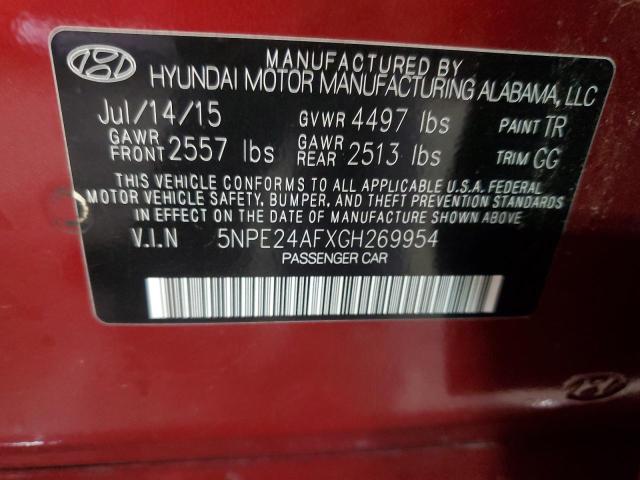 MANUFACTURED BY
HYUNDAI MOTOR MANUFACTURING ALABAMA, LLC
Jul/14/15 GVWR 4497 lbs PAINT TR
GAWR FRONT 2557 lbs GAWR REAR 2513 lbs TRIM GG
THIS VEHICLE CONFORMS TO ALL APPLICABLE U.S.A. FEDERAL
MOTOR VEHICLE SAFETY, BUMPER, AND THEFT PREVENTION STANDARDS
IN EFFECT ON THE DATE OF MANUFACTURE SHOWN ABOVE.
V.I.N 5NPE24AFXGH269954
PASSENGER CAR